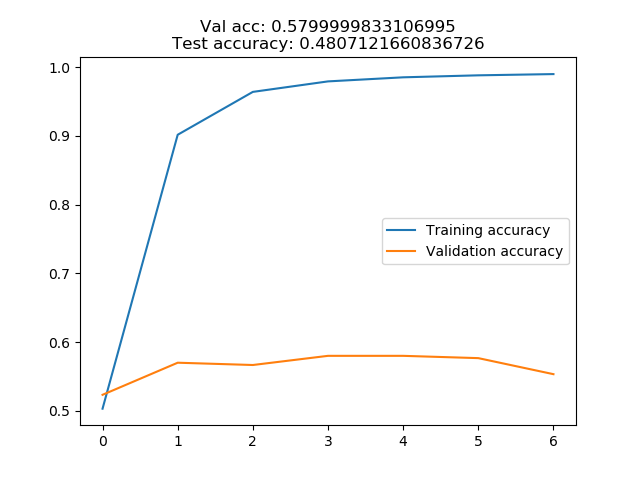 Val acc: 0.5799999833106995
Test accuracy: 0.4807121660836726
1.0
0.9
0.8
0.7
0.6
0.5
Training accuracy
Validation accuracy
0 1 2 3 4 5 6